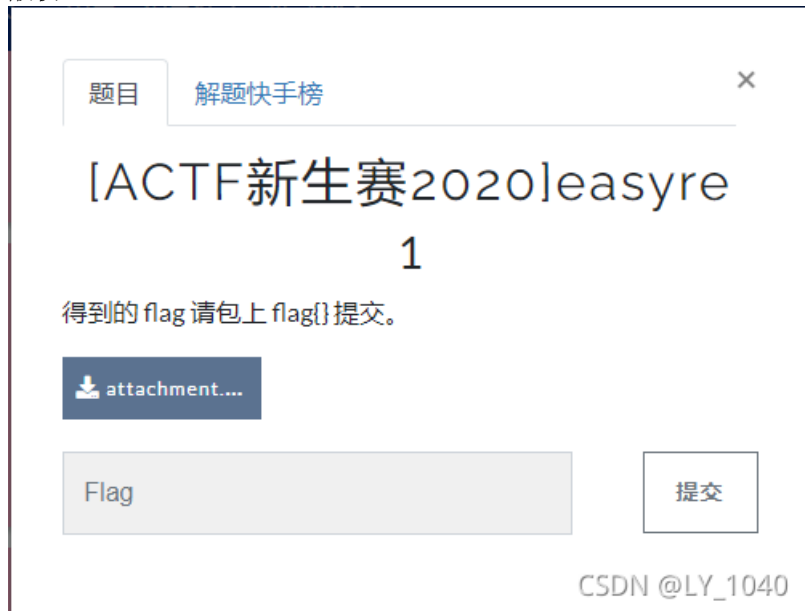 题目
解题快手榜
×
[ACTF新生赛2020]easyre
1
得到的 flag 请包上 flag{} 提交。
attachment....
Flag
提交
CSDN @LY_1040